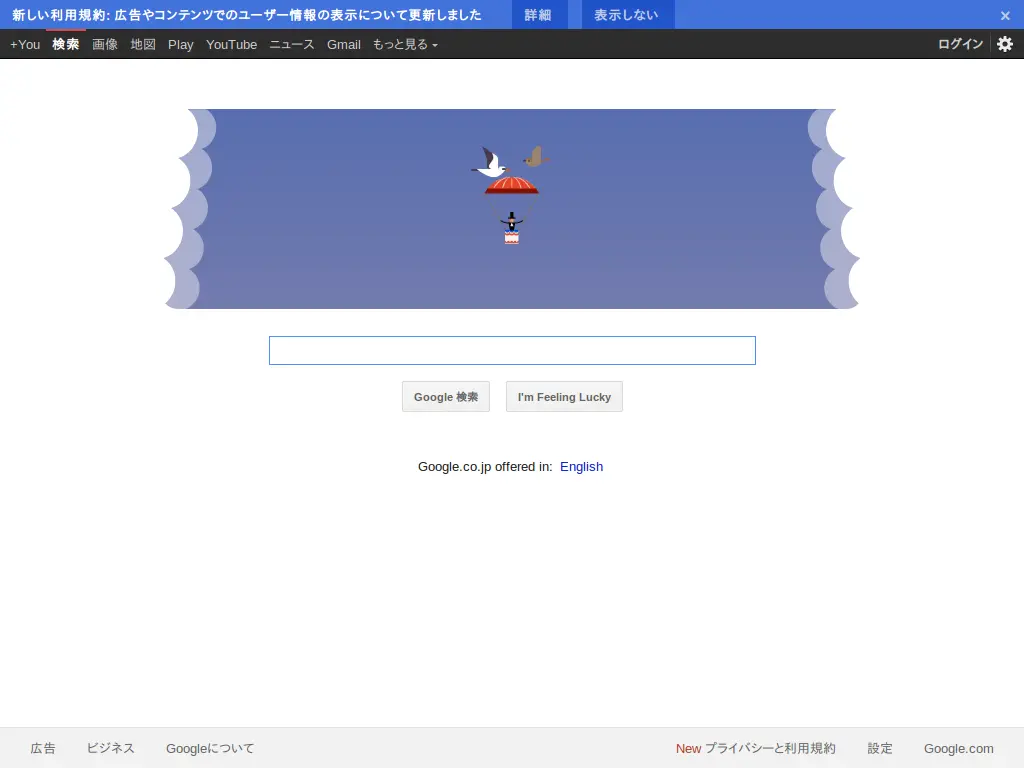 新しい利用規約: 広告やコンテンツでのユーザー情報の表示について更新しました 詳細 表示しない ×
+You 検索 画像 地図 Play YouTube ニュース Gmail もっと見る ログイン
Google 検索 I'm Feeling Lucky
Google.co.jp offered in: English
広告 ビジネス Googleについて New プライバシーと利用規約 設定 Google.com